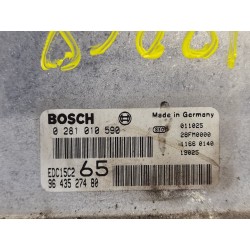 BOSCH
Made in Germany
0 281 010 590
011025
28FM0000
1166 0140
19025
EDC15C2 65
96 435 274 80